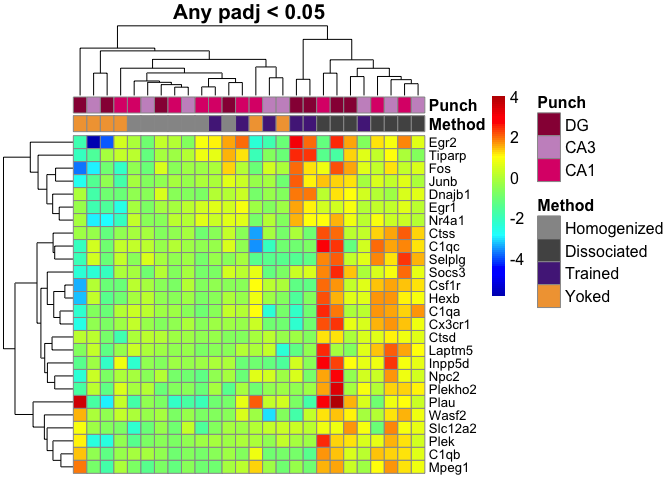 Any padj < 0.05
Punch
Method
Egr2
Tiparp
Fos
Junb
Dnajb1
Egr1
Nr4a1
Ctss
C1qc
Selplg
Socs3
Csf1r
Hexb
C1qa
Cx3cr1
Ctsd
Laptm5
Inpp5d
Npc2
Plekho2
Plau
Wasf2
Slc12a2
Plek
C1qb
Mpeg1
4
2
0
-2
-4
Punch
DG
CA3
CA1
Method
Homogenized
Dissociated
Trained
Yoked